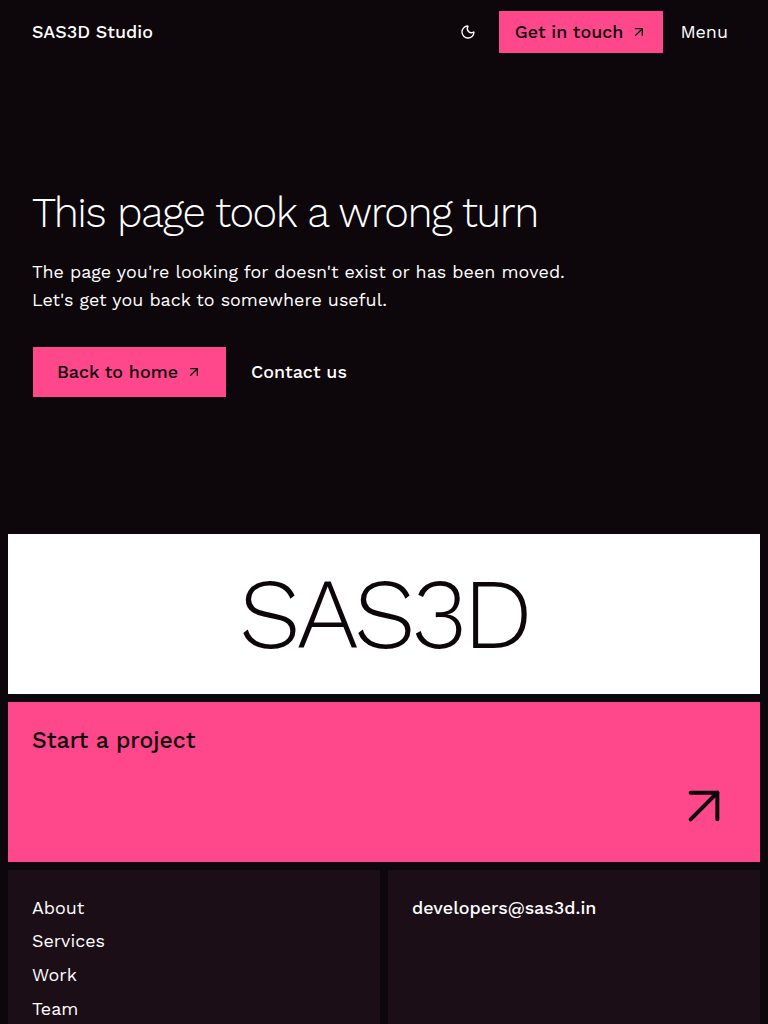 SAS3D Studio
Get in touch
Menu
This page took a wrong turn
The page you're looking for doesn't exist or has been moved.
Let's get you back to somewhere useful.
Back to home
Contact us
SAS3D
Start a project
About
Services
Work
Team
developers@sas3d.in